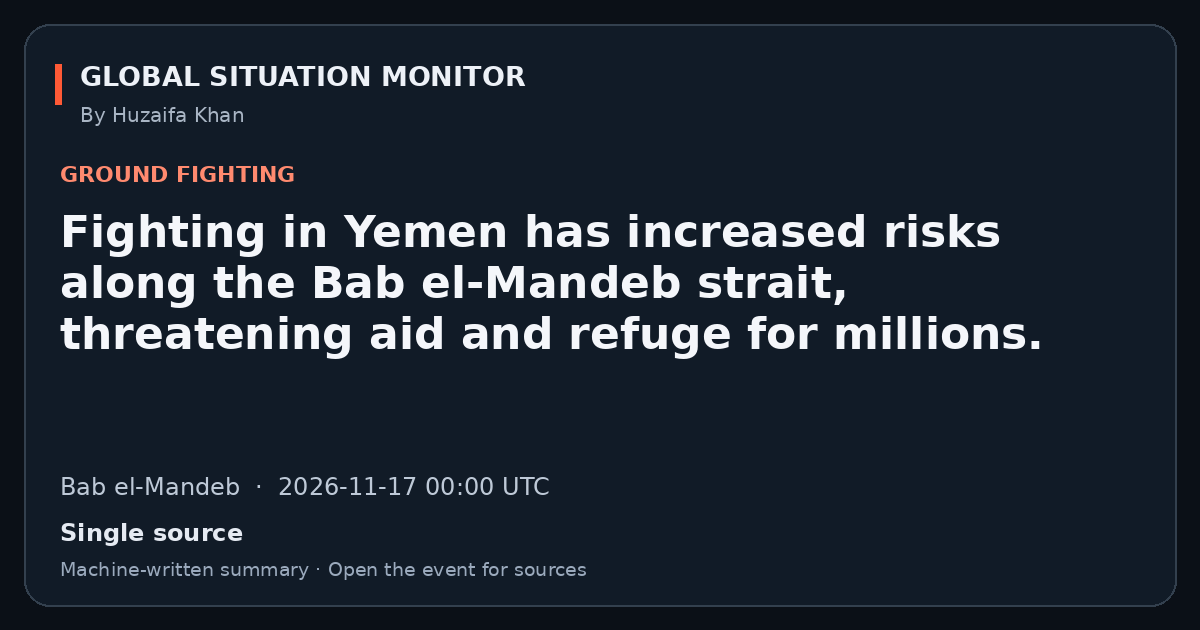 GLOBAL SITUATION MONITOR
By Huzaifa Khan
GROUND FIGHTING
Fighting in Yemen has increased risks
along the Bab el-Mandeb strait,
threatening aid and refuge for millions.
Bab el-Mandeb · 2026-11-17 00:00 UTC
Single source
Machine-written summary · Open the event for sources